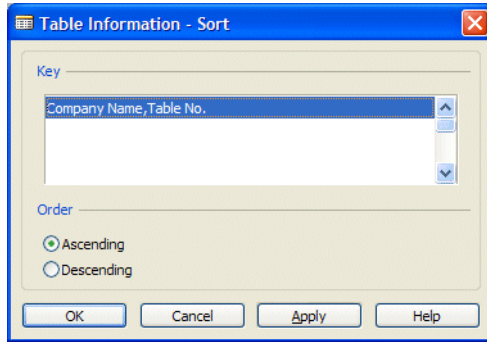 Table Information - Sort
Key
Company Name,Table No.
Order
Ascending
Descending
OK Cancel Apply Help